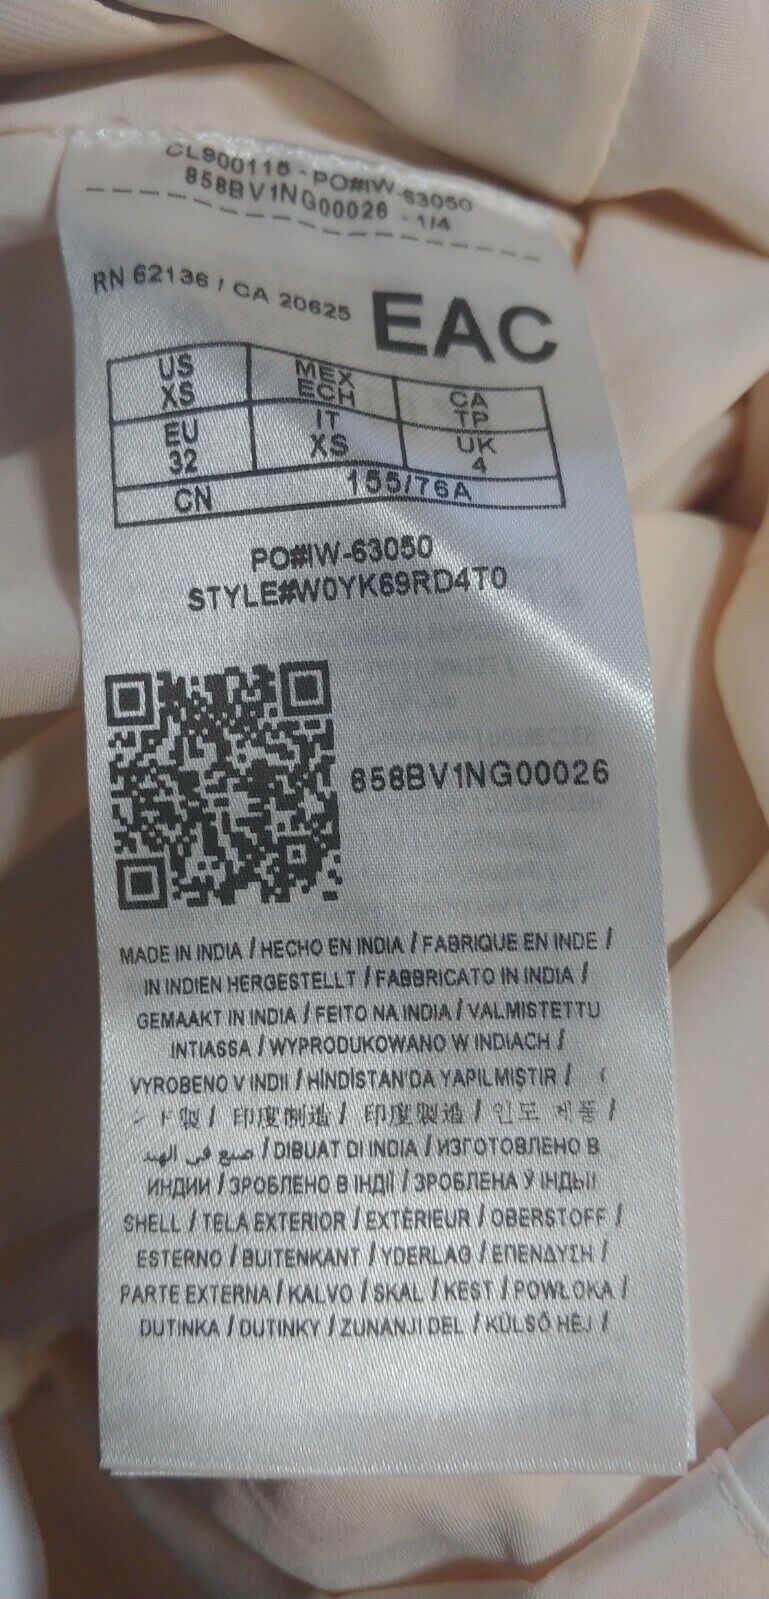 CL900115 - PO#IW-63050
858BV1NG00026 - 1/4
RN 62136 / CA 20625 EAC
US MEX CA
XS ECH TP
EU IT UK
32 XS 4
CN 155/76A
PO#IW-63050
STYLE#W0YK69RD4T0
858BV1NG00026
MADE IN INDIA / HECHO EN INDIA / FABRIQUE EN INDE /
IN INDIEN HERGESTELLT / FABBRICATO IN INDIA /
GEMAAKT IN INDIA / FEITO NA INDIA / VALMISTETTU
INTIASSA / WYPRODUKOWANO W INDIACH /
VYROBENO V INDII / HİNDİSTAN'DA YAPILMIŞTIR /
ンド製 / 印度制造 / 印度製造 / 인도 제품 /
صنع في الهند / DIBUAT DI INDIA / ИЗГОТОВЛЕНО В
ИНДИИ / ЗРОБЛЕНО В ІНДІЇ / ЗРОБЛЕНА Ў ІНДЫІ
SHELL / TELA EXTERIOR / EXTÉRIEUR / OBERSTOFF /
ESTERNO / BUITENKANT / YDERLAG / ΕΠΕΝΔΥΣΗ /
PARTE EXTERNA / KALVO / SKAL / KEST / POWŁOKA /
DUTINKA / DUTINKY / ZUNANJI DEL / KÜLSŐ HÉJ /